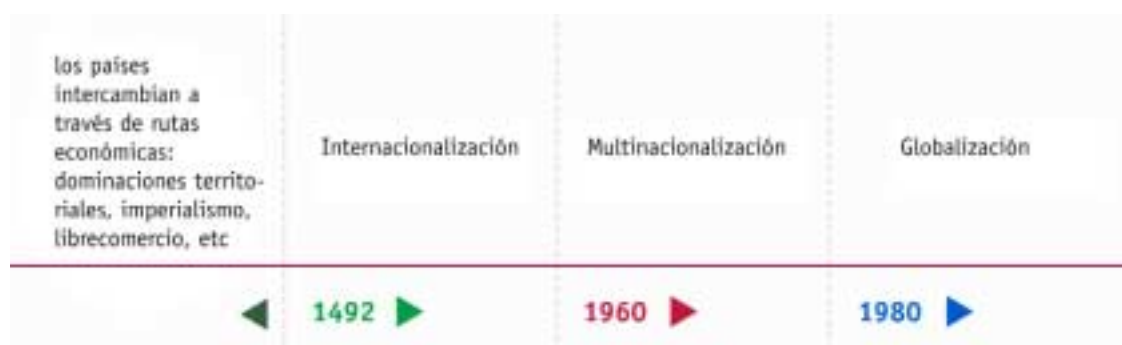 los países
intercambian a
través de rutas
económicas:
dominaciones territo-
riales, imperialismo,
librecomercio, etc
Internacionalización
Multinacionalización
Globalización
1492
1960
1980